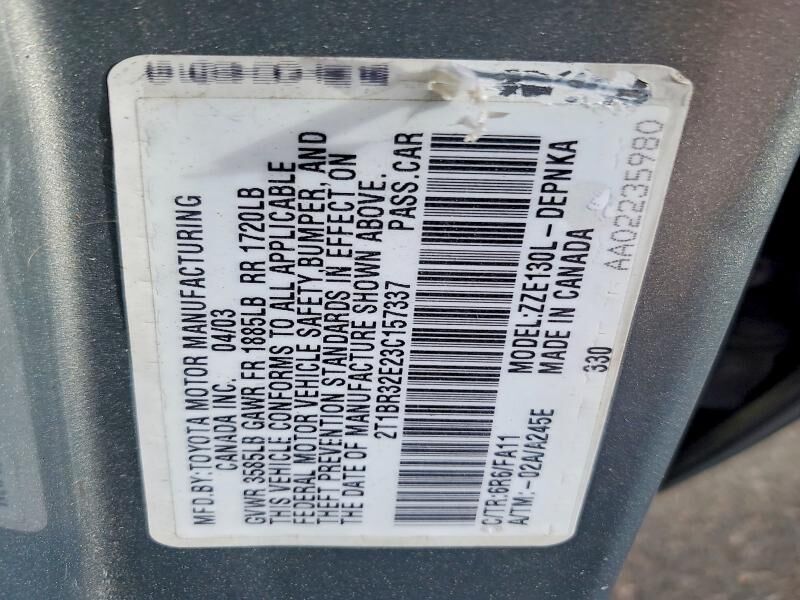 MFD.BY:TOYOTA MOTOR MANUFACTURING
CANADA INC. 04/03
GVWR 3585LB GAWR FR 1885LB RR 1720LB
THIS VEHICLE CONFORMS TO ALL APPLICABLE
FEDERAL MOTOR VEHICLE SAFETY,BUMPER, AND
THEFT PREVENTION STANDARDS IN EFFECT ON
THE DATE OF MANUFACTURE SHOWN ABOVE.
2T1BR32E23C157337 PASS.CAR
C/TR:6R6/FA11 MODEL:ZZE130L-DEPNKA
A/TM:-02A/A245E MADE IN CANADA
330
AA02235980